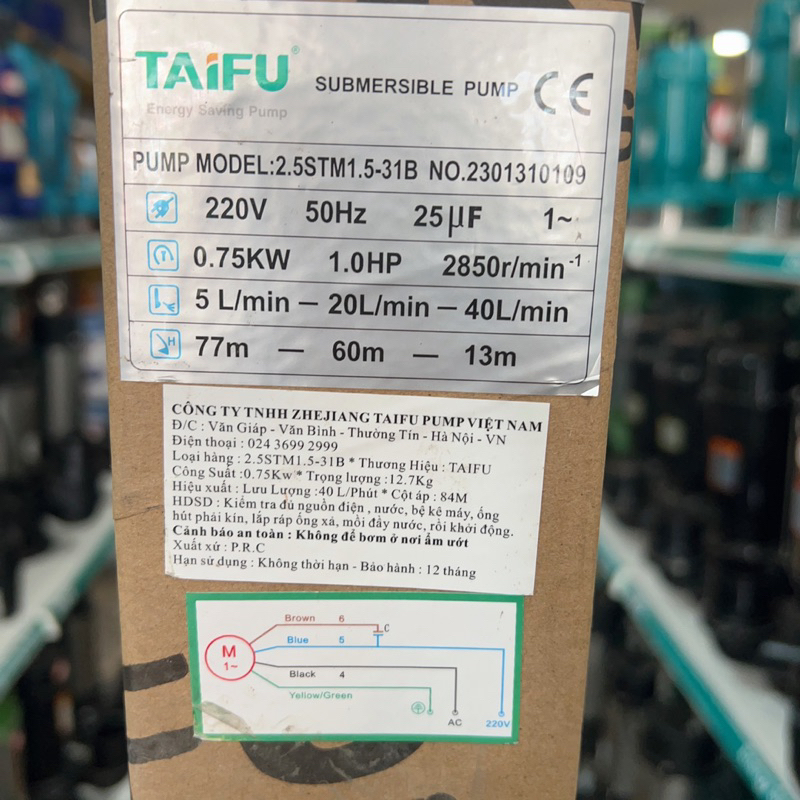 TAiFU®
Energy Saving Pump
SUBMERSIBLE PUMP CE
PUMP MODEL:2.5STM1.5-31B NO.2301310109
220V 50Hz 25μF 1~
0.75KW 1.0HP 2850r/min⁻¹
5 L/min — 20L/min — 40L/min
H 77m — 60m — 13m
CÔNG TY TNHH ZHEJIANG TAIFU PUMP VIỆT NAM
Đ/C : Văn Giáp - Văn Bình - Thường Tín - Hà Nội - VN
Điện thoại : 024 3699 2999
Loại hàng : 2.5STM1.5-31B * Thương Hiệu : TAIFU
Công Suất :0.75Kw * Trọng lượng :12.7Kg
Hiệu xuất : Lưu Lượng :40 L/Phút * Cột áp : 84M
HDSD : Kiểm tra đủ nguồn điện , nước, bệ kê máy, ống
hút phải kín, lắp ráp ống xả, mồi đầy nước, rồi khởi động.
Cảnh báo an toàn : Không để bơm ở nơi ẩm ướt
Xuất xứ : P.R.C
Hạn sử dụng : Không thời hạn - Bảo hành : 12 tháng
Brown 6
C
Blue 5
M
1~
Black 4
Yellow/Green
AC 220V